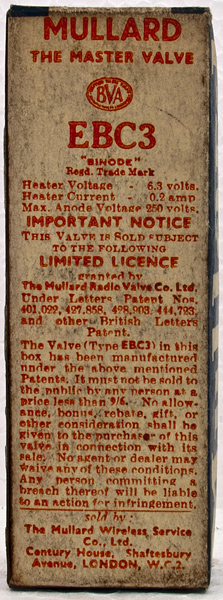 MULLARD
THE MASTER VALVE
BVA
EBC3
"BINODE"
Regd. Trade Mark
Heater Voltage - 6.3 volts.
Heater Current - 0.2 amp
Max. Anode Voltage 250 volts.
IMPORTANT NOTICE
THIS VALVE IS SOLD SUBJECT
TO THE FOLLOWING
LIMITED LICENCE
granted by
The Mullard Radio Valve Co. Ltd.
Under Letters Patent Nos.
401,022, 427,858, 428,903, 444,723,
and other British Letters
Patent.
The Valve (Type EBC3) in this
box has been manufactured
under the above mentioned
Patents. It must not be sold to
the public by any person at a
price less than 9/6. No allow-
ance, bonus, rebate, gift, or
other consideration shall be
given to the purchaser of this
valve in connection with its
sale. No agent or dealer may
waive any of these conditions.
Any person committing a
breach thereof will be liable
to an action for infringement.
sold by:
The Mullard Wireless Service
Co., Ltd.
Century House, Shaftesbury
Avenue, LONDON, W.C.2.